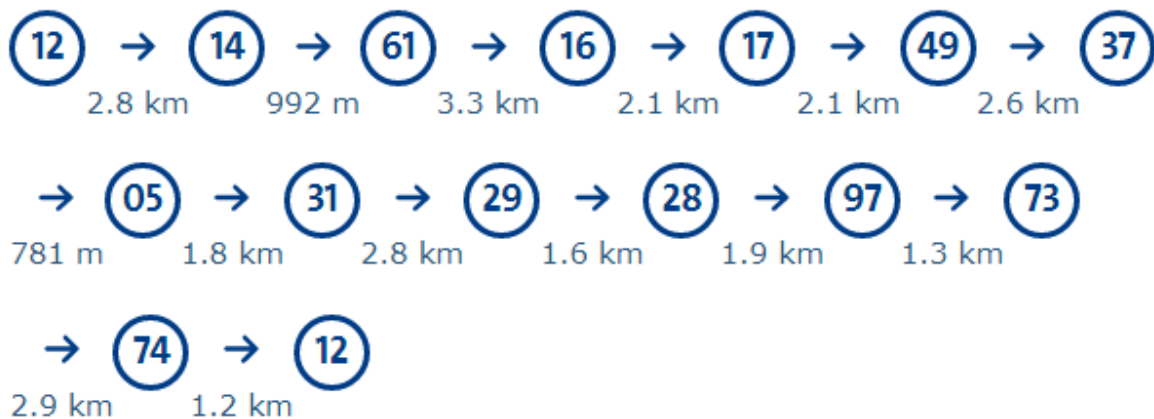 12 → 14 → 61 → 16 → 17 → 49 → 37
2.8 km 992 m 3.3 km 2.1 km 2.1 km 2.6 km
→ 05 → 31 → 29 → 28 → 97 → 73
781 m 1.8 km 2.8 km 1.6 km 1.9 km 1.3 km
→ 74 → 12
2.9 km 1.2 km